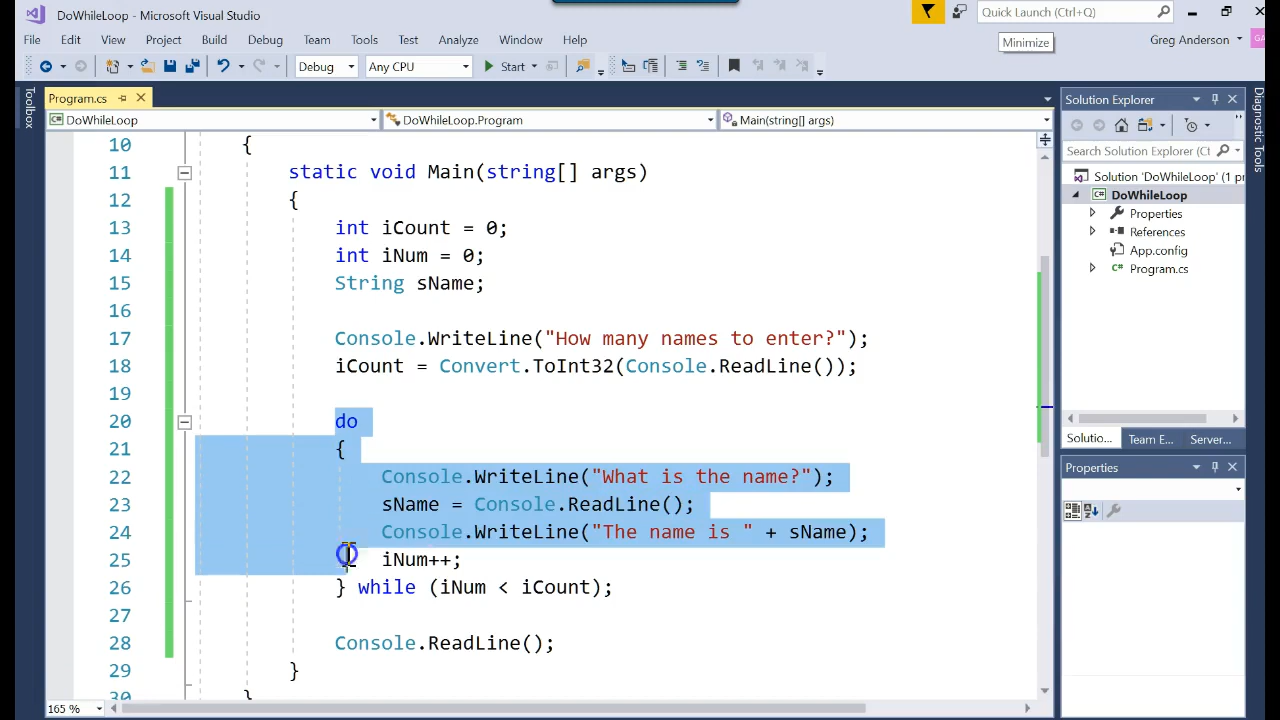 DoWhileLoop - Microsoft Visual Studio
Quick Launch (Ctrl+Q)
File Edit View Project Build Debug Team Tools Test Analyze Window Help
Greg Anderson
GA
Minimize
Debug Any CPU Start
Toolbox
Program.cs
DoWhileLoop DoWhileLoop.Program Main(string[] args)
10 {
11 static void Main(string[] args)
12 {
13 int iCount = 0;
14 int iNum = 0;
15 String sName;
16
17 Console.WriteLine("How many names to enter?");
18 iCount = Convert.ToInt32(Console.ReadLine());
19
20 do
21 {
22 Console.WriteLine("What is the name?");
23 sName = Console.ReadLine();
24 Console.WriteLine("The name is " + sName);
25 iNum++;
26 } while (iNum < iCount);
27
28 Console.ReadLine();
29 }
30 }
165 %
Solution Explorer
Search Solution Explorer (Ct
Solution 'DoWhileLoop' (1 pr
DoWhileLoop
Properties
References
App.config
Program.cs
Solutio... Team E... Server...
Properties
Diagnostic Tools